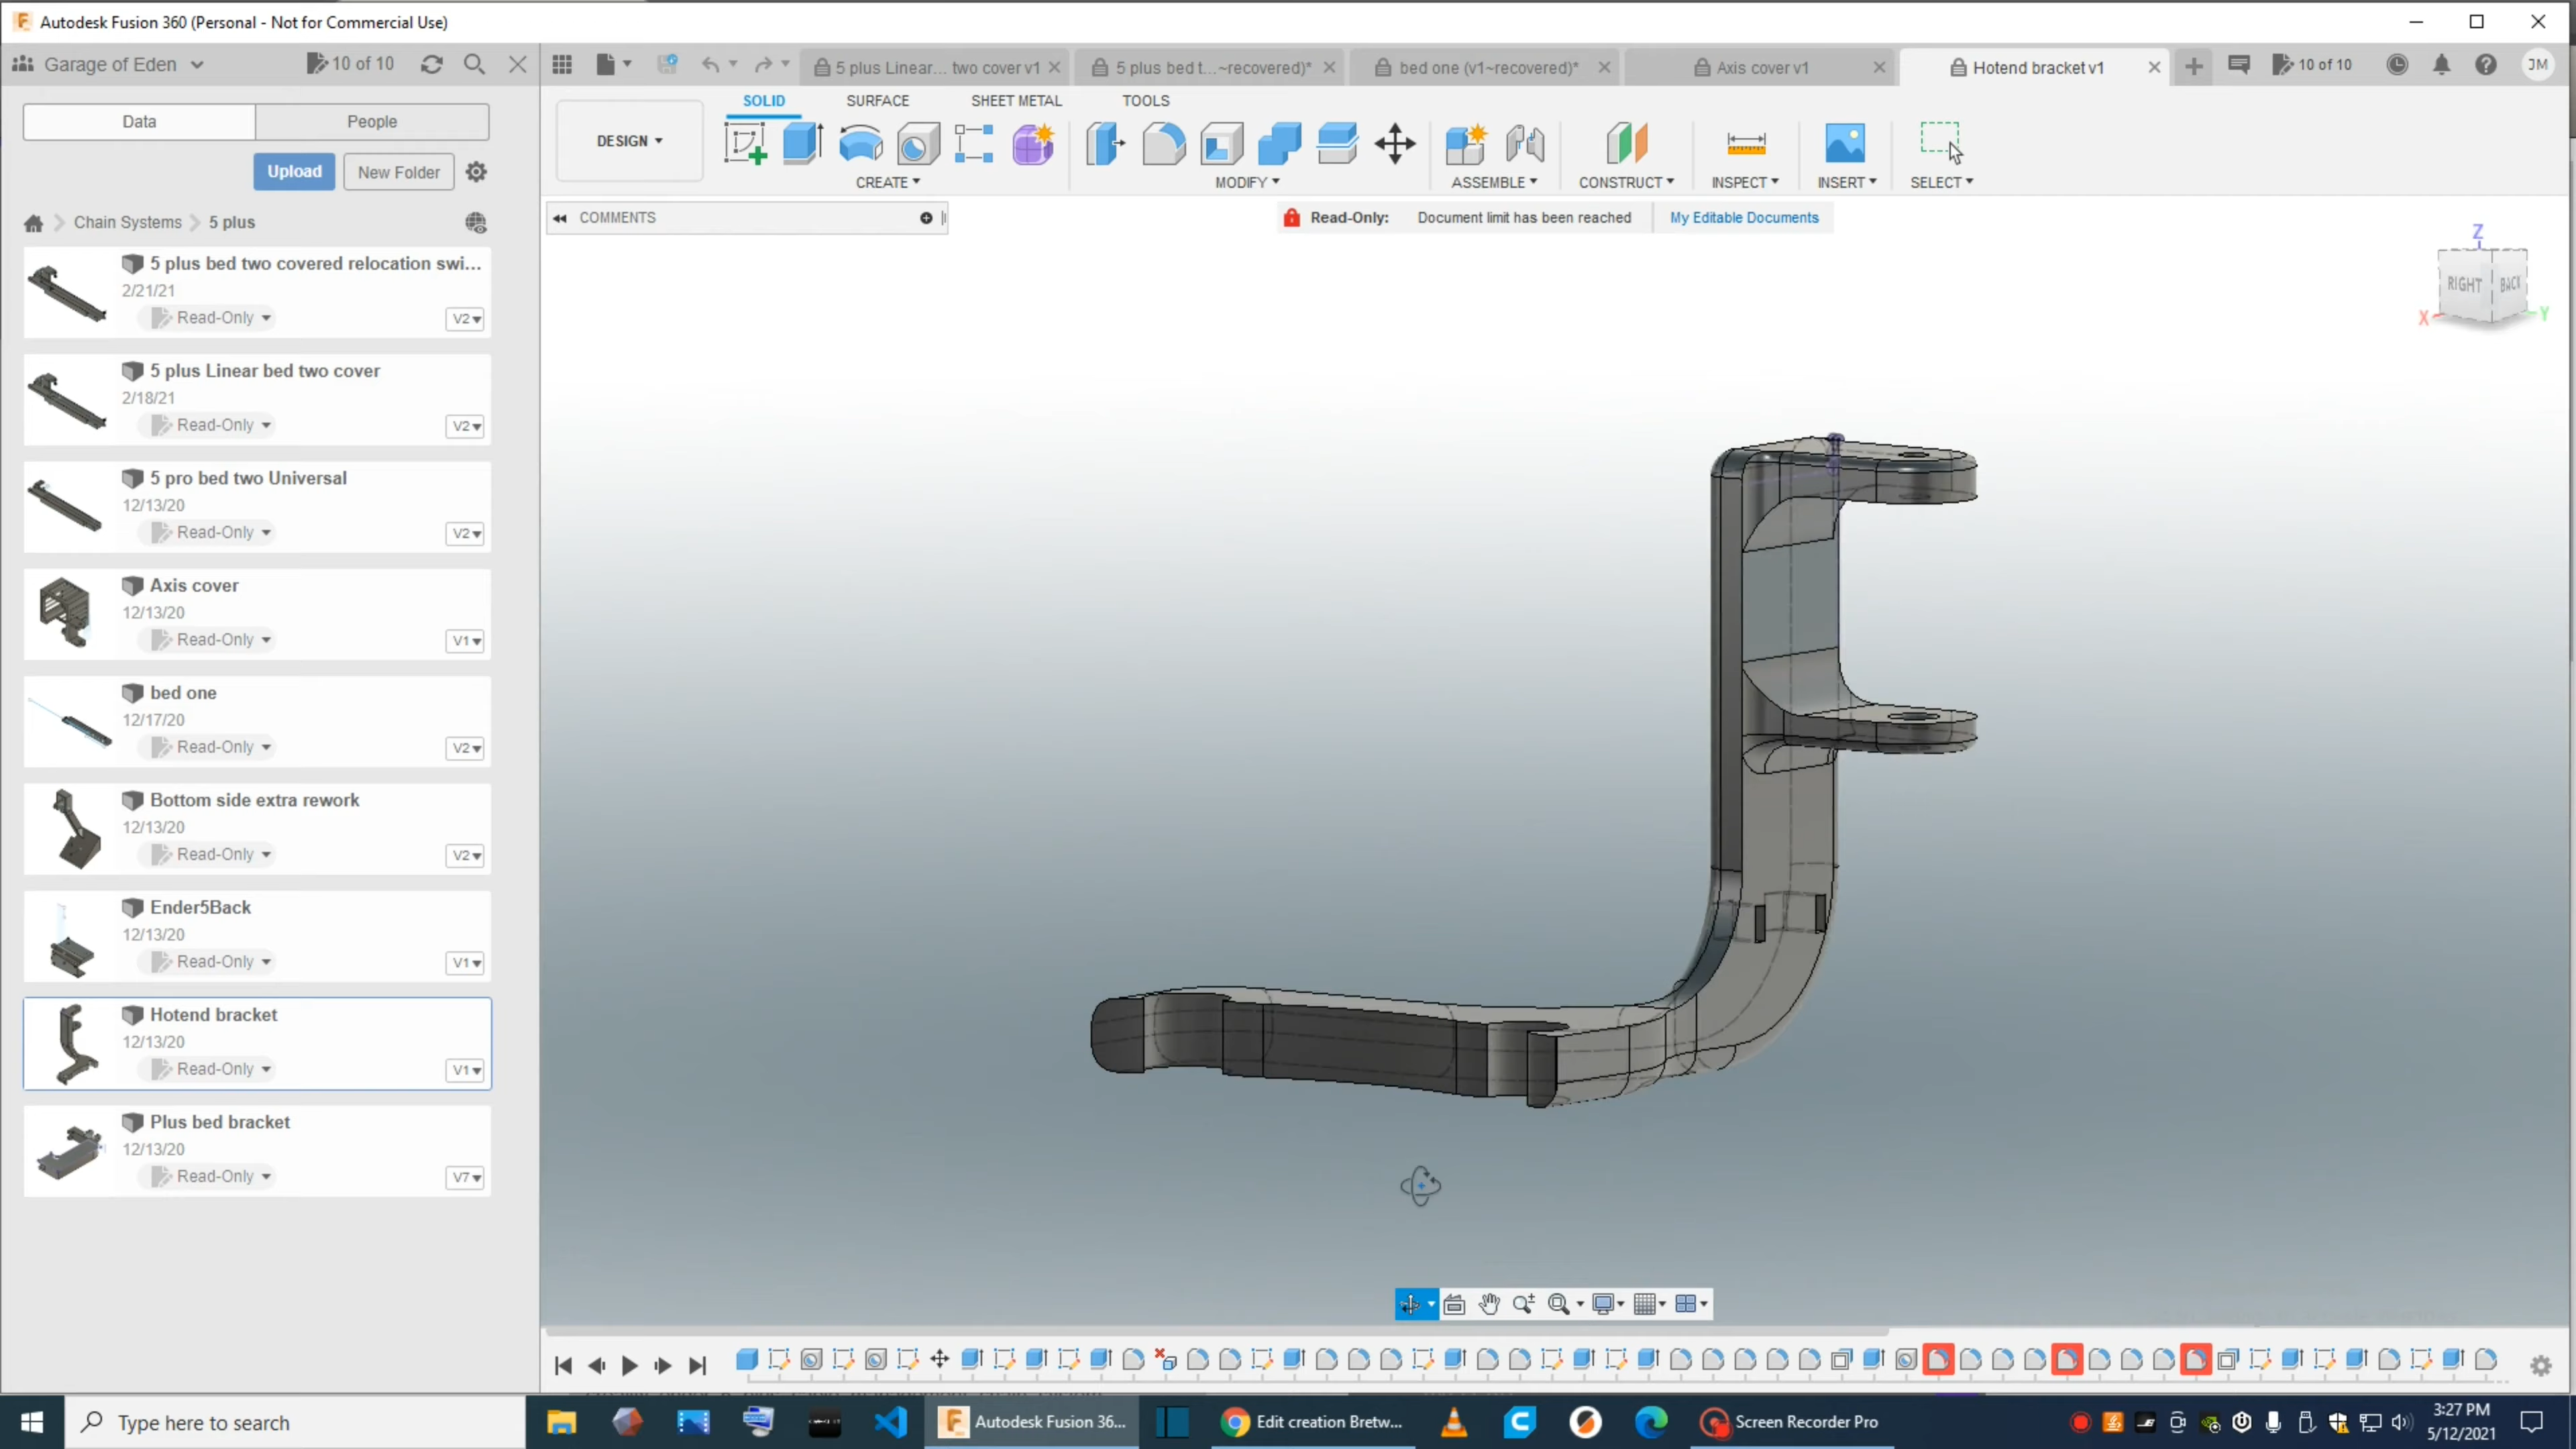 Autodesk Fusion 360 (Personal - Not for Commercial Use)
Garage of Eden
10 of 10
5 plus Linear... two cover v1
5 plus bed t...~recovered)*
bed one (v1~recovered)*
Axis cover v1
Hotend bracket v1
10 of 10
JM
Data
People
Upload
New Folder
Chain Systems
5 plus
DESIGN
SOLID
SURFACE
SHEET METAL
TOOLS
CREATE
MODIFY
ASSEMBLE
CONSTRUCT
INSPECT
INSERT
SELECT
COMMENTS
Read-Only:
Document limit has been reached
My Editable Documents
Z
RIGHT
BACK
X
Y
5 plus bed two covered relocation swi...
2/21/21
Read-Only
V2
5 plus Linear bed two cover
2/18/21
Read-Only
V2
5 pro bed two Universal
12/13/20
Read-Only
V2
Axis cover
12/13/20
Read-Only
V1
bed one
12/17/20
Read-Only
V2
Bottom side extra rework
12/13/20
Read-Only
V2
Ender5Back
12/13/20
Read-Only
V1
Hotend bracket
12/13/20
Read-Only
V1
Plus bed bracket
12/13/20
Read-Only
V7
Type here to search
Autodesk Fusion 36...
Edit creation Bretw...
Screen Recorder Pro
3:27 PM
5/12/2021